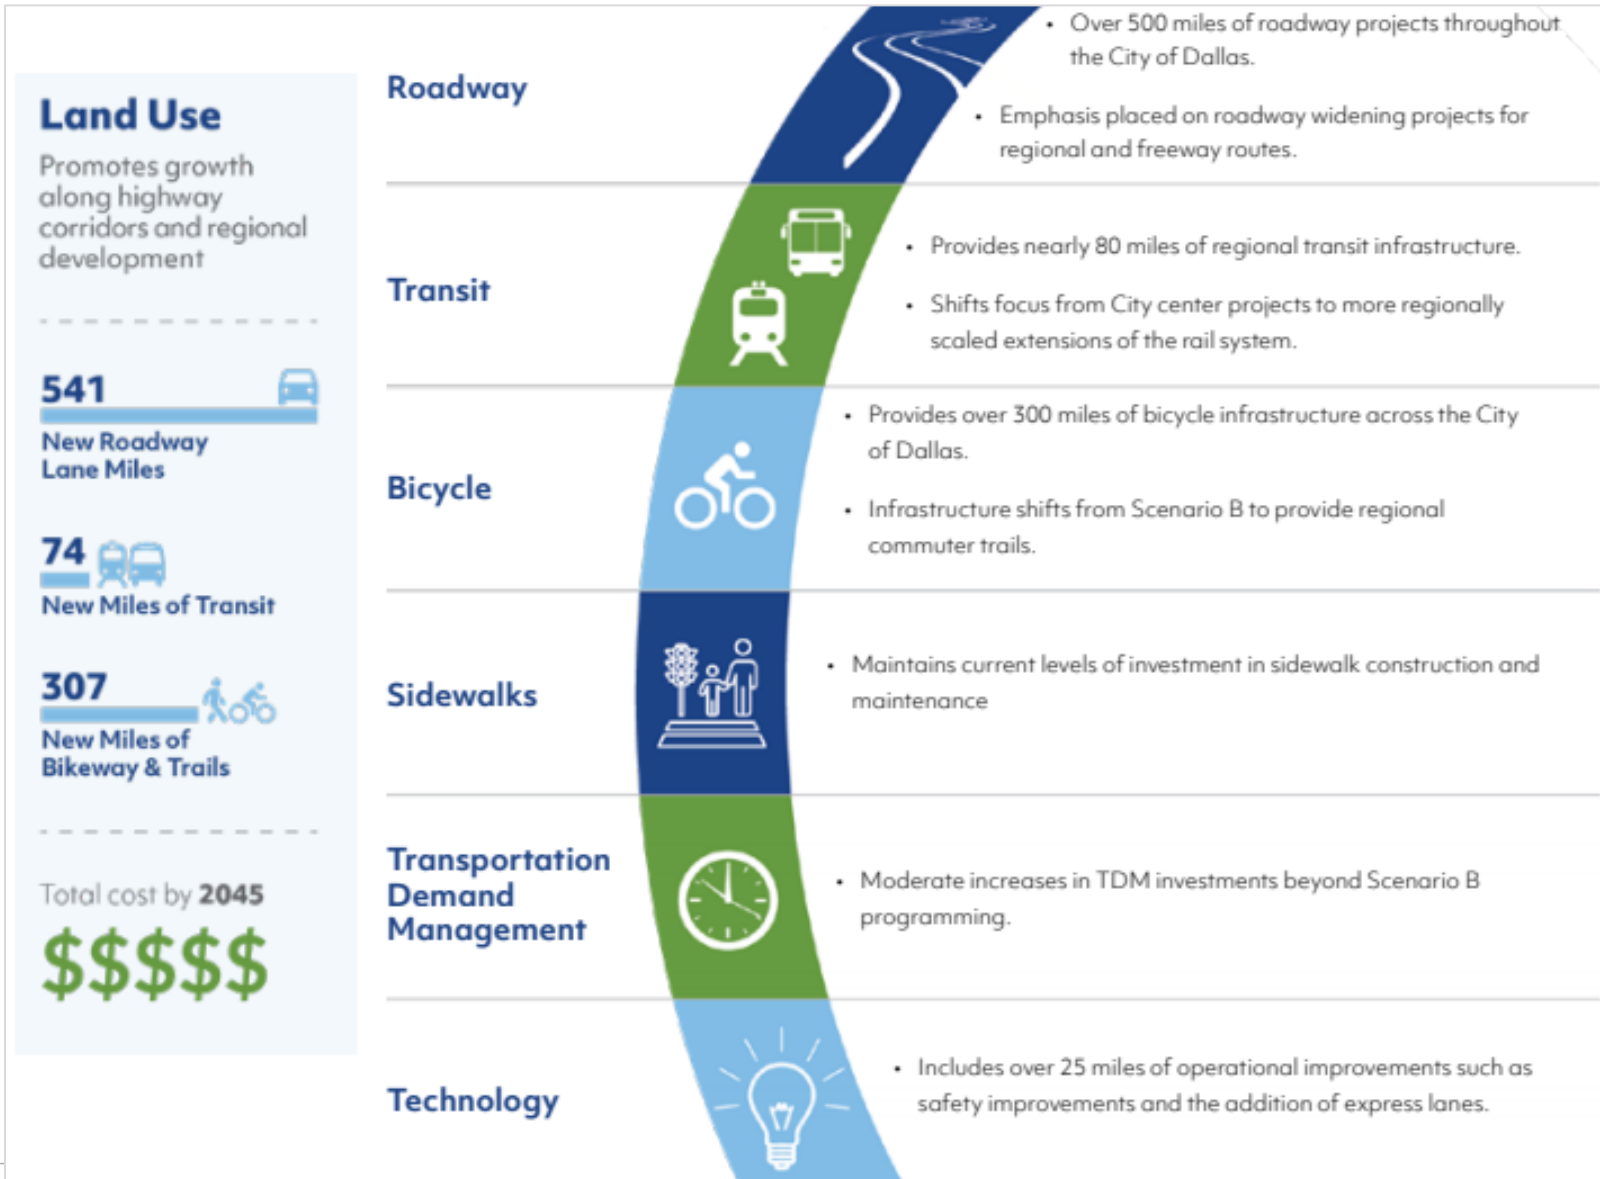 Land Use
Promotes growth
along highway
corridors and regional
development
541
New Roadway
Lane Miles
74
New Miles of Transit
307
New Miles of
Bikeway & Trails
Total cost by 2045
$$$$$
Roadway
• Over 500 miles of roadway projects throughout
the City of Dallas.
• Emphasis placed on roadway widening projects for
regional and freeway routes.
Transit
• Provides nearly 80 miles of regional transit infrastructure.
• Shifts focus from City center projects to more regionally
scaled extensions of the rail system.
Bicycle
• Provides over 300 miles of bicycle infrastructure across the City
of Dallas.
• Infrastructure shifts from Scenario B to provide regional
commuter trails.
Sidewalks
• Maintains current levels of investment in sidewalk construction and
maintenance
Transportation
Demand
Management
• Moderate increases in TDM investments beyond Scenario B
programming.
Technology
• Includes over 25 miles of operational improvements such as
safety improvements and the addition of express lanes.